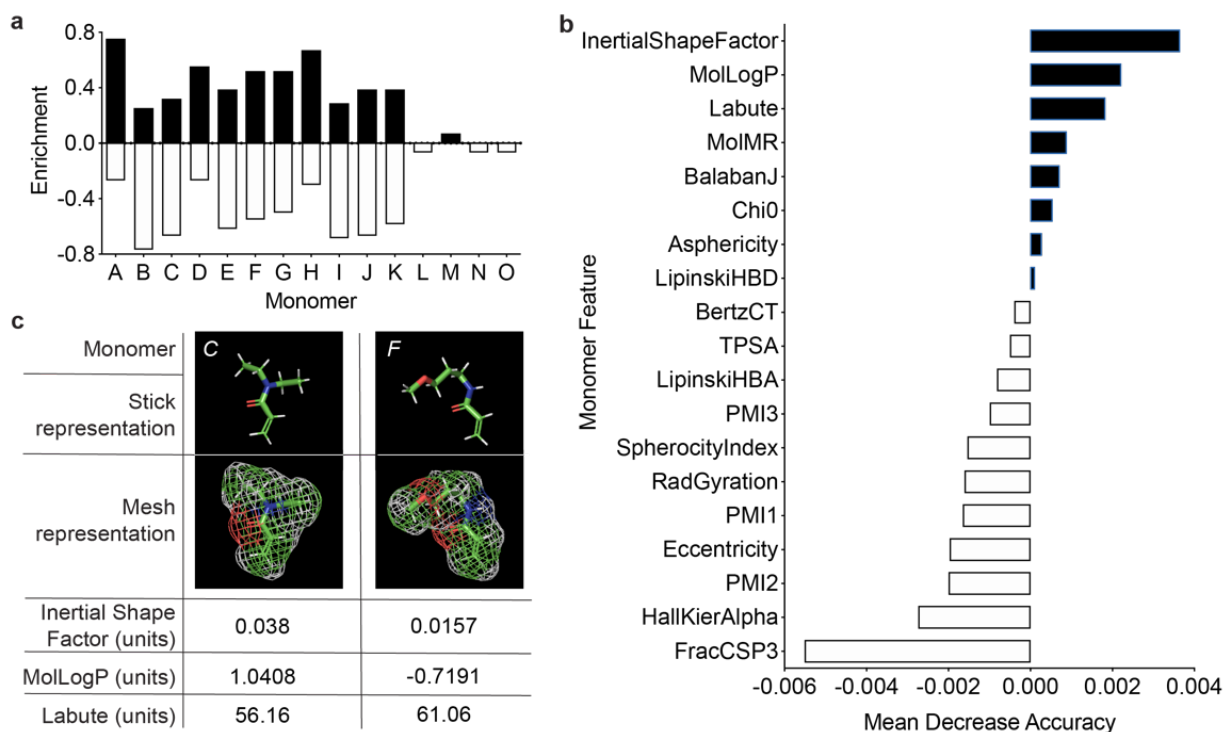 a
0.8
0.4
0.0
-0.4
-0.8
Enrichment
A B C D E F G H I J K L M N O
Monomer
b
Monomer Feature
InertialShapeFactor
MolLogP
Labute
MolMR
BalabanJ
Chi0
Asphericity
LipinskiHBD
BertzCT
TPSA
LipinskiHBA
PMI3
SpherocityIndex
RadGyration
PMI1
Eccentricity
PMI2
HallKierAlpha
FracCSP3
-0.006 -0.004 -0.002 0.000 0.002 0.004
Mean Decrease Accuracy
c
Monomer C F
Stick
representation
Mesh
representation
Inertial Shape
Factor (units) 0.038 0.0157
MolLogP (units) 1.0408 -0.7191
Labute (units) 56.16 61.06